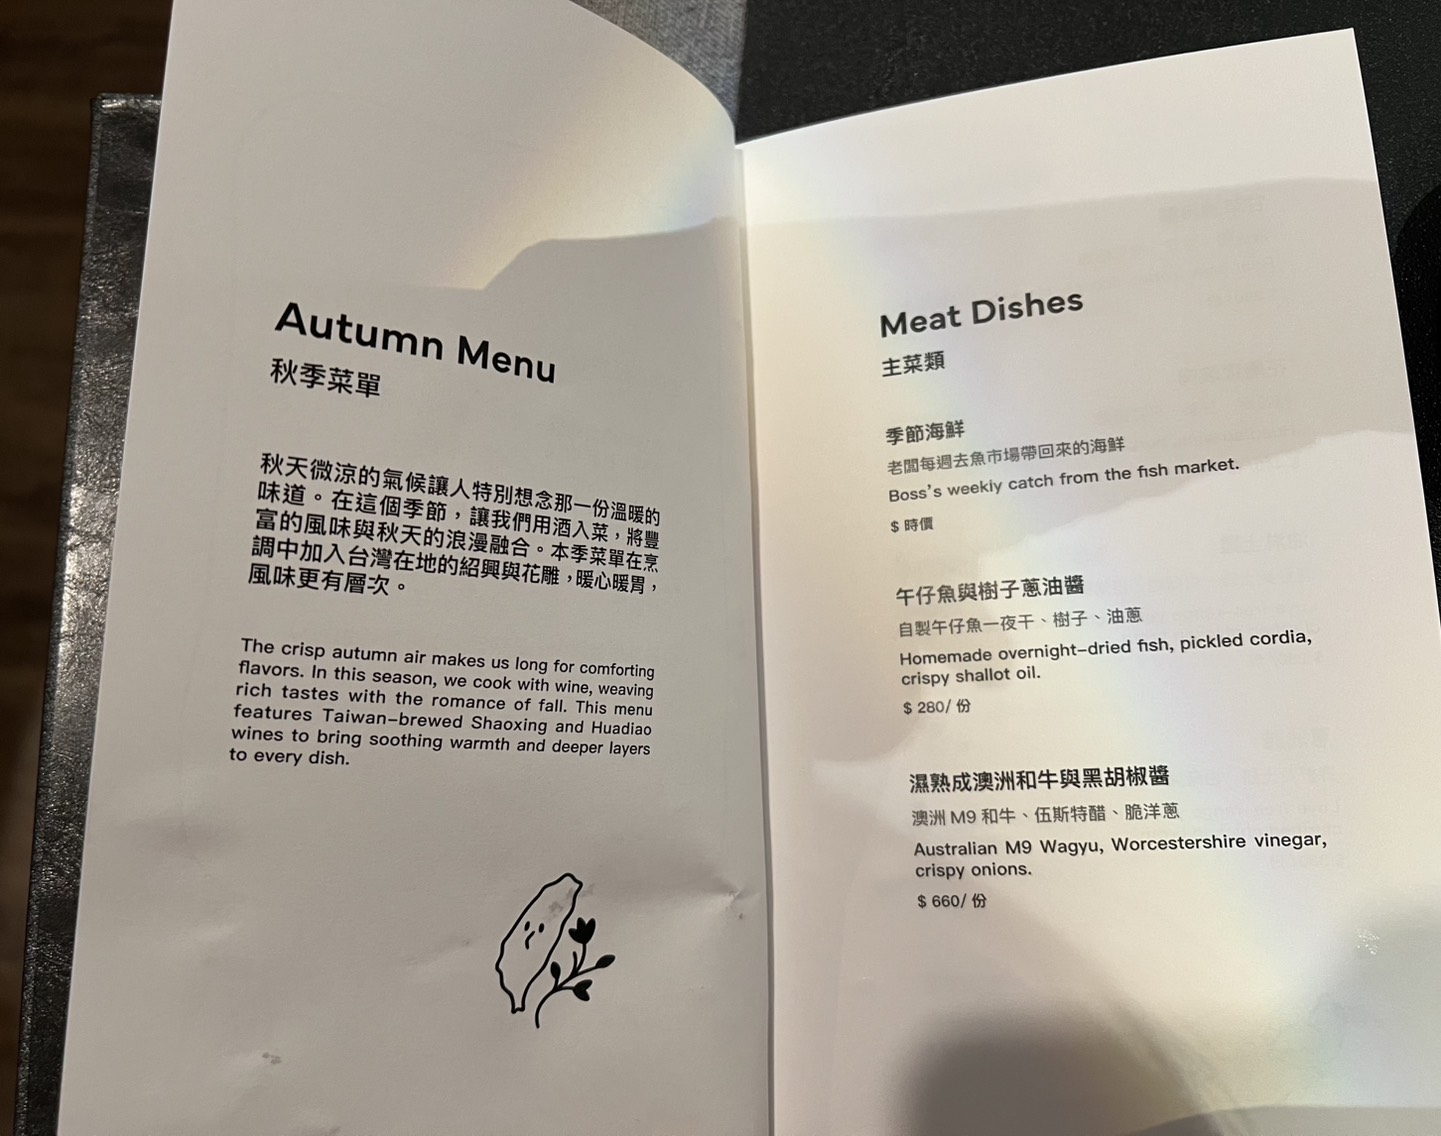 Autumn Menu
秋季菜單
秋天微涼的氣候讓人特別想念那一份溫暖的
味道。在這個季節，讓我們用酒入菜，將豐
富的風味與秋天的浪漫融合。本季菜單在烹
調中加入台灣在地的紹興與花雕，暖心暖胃，
風味更有層次。
The crisp autumn air makes us long for comforting
flavors. In this season, we cook with wine, weaving
rich tastes with the romance of fall. This menu
features Taiwan-brewed Shaoxing and Huadiao
wines to bring soothing warmth and deeper layers
to every dish.
Meat Dishes
主菜類
季節海鮮
老闆每週去魚市場帶回來的海鮮
Boss's weekly catch from the fish market.
$ 時價
午仔魚與樹子蔥油醬
自製午仔魚一夜干、樹子、油蔥
Homemade overnight-dried fish, pickled cordia,
crispy shallot oil.
$ 280/ 份
濕熟成澳洲和牛與黑胡椒醬
澳洲 M9 和牛、伍斯特醋、脆洋蔥
Australian M9 Wagyu, Worcestershire vinegar,
crispy onions.
$ 660/ 份